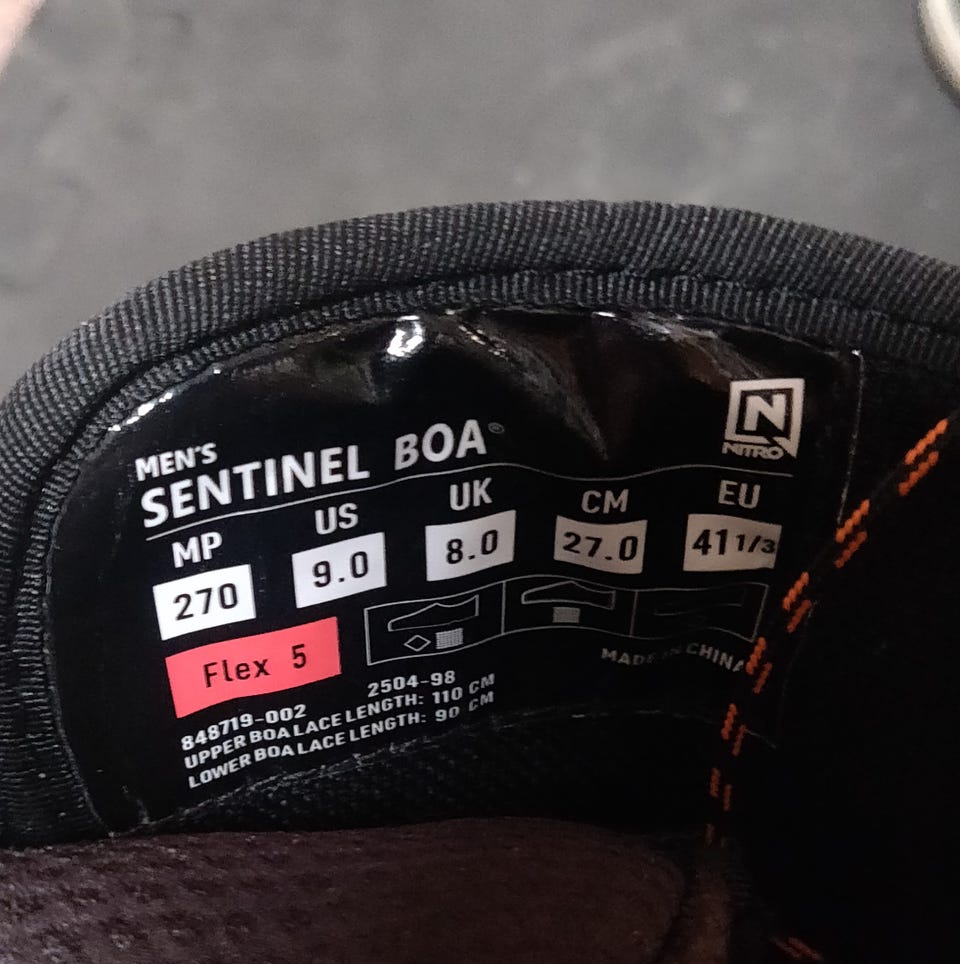 MEN'S
SENTINEL BOA®
N
NITRO
MP US UK CM EU
270 9.0 8.0 27.0 41 1/3
Flex 5
MADE IN CHINA
848719-002 2504-98
UPPER BOA LACE LENGTH: 110 CM
LOWER BOA LACE LENGTH: 90 CM